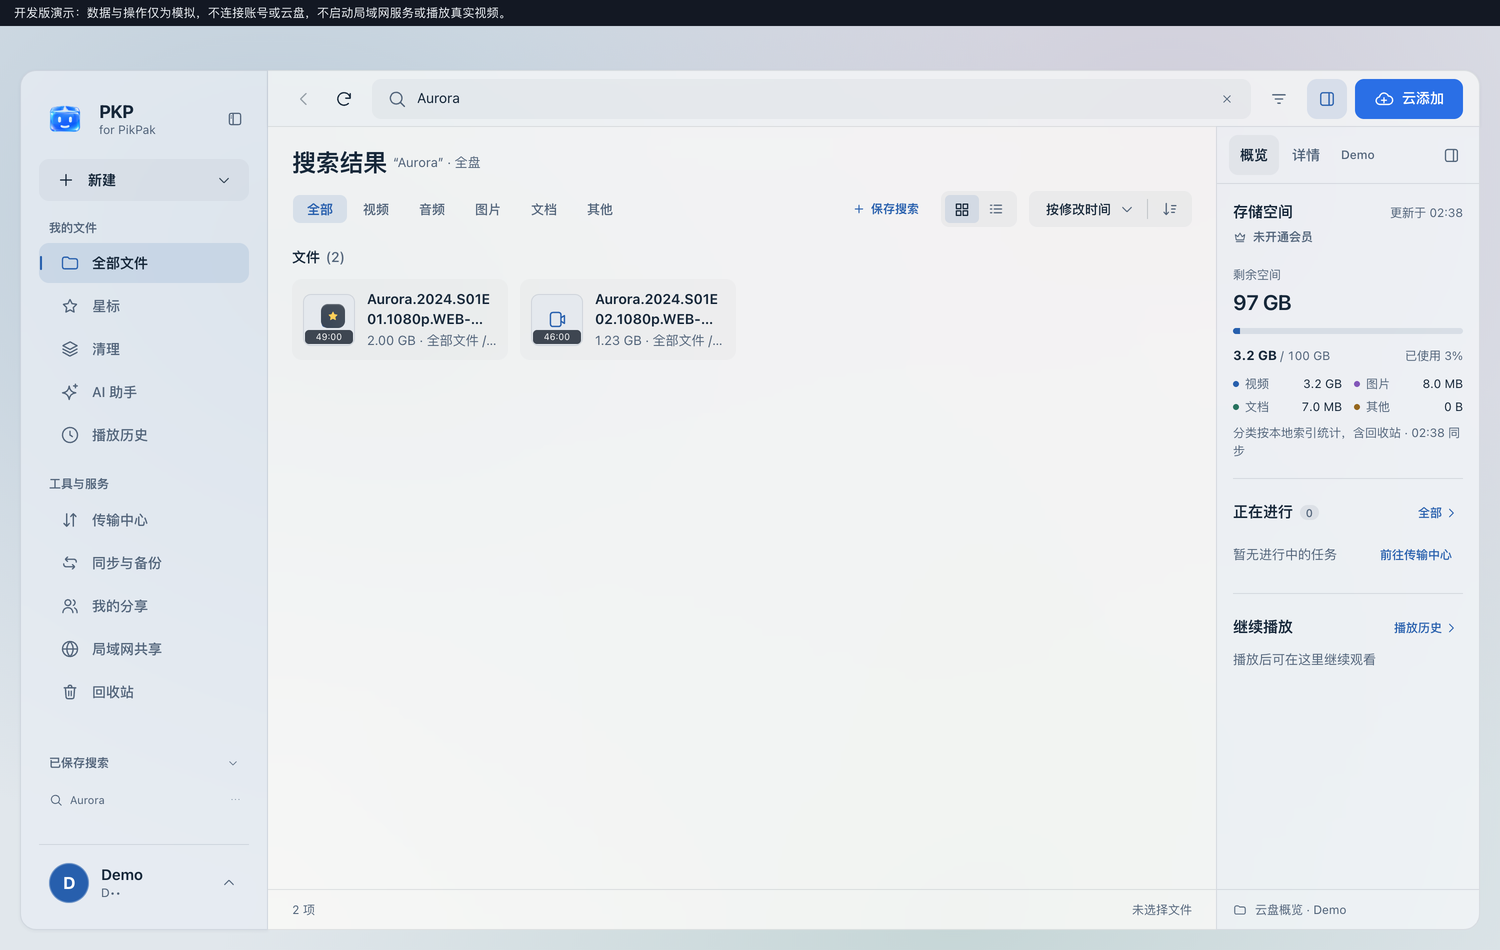 开发版演示：数据与操作仅为模拟，不连接账号或云盘，不启动局域网服务或播放真实视频。
PKP
for PikPak
新建
我的文件
全部文件
星标
清理
AI 助手
播放历史
工具与服务
传输中心
同步与备份
我的分享
局域网共享
回收站
已保存搜索
Aurora
D
Demo
D••
Aurora
云添加
搜索结果 “Aurora” · 全盘
全部 视频 音频 图片 文档 其他
+ 保存搜索
按修改时间
文件 (2)
49:00
Aurora.2024.S01E
01.1080p.WEB-...
2.00 GB · 全部文件 /...
46:00
Aurora.2024.S01E
02.1080p.WEB-...
1.23 GB · 全部文件 /...
2 项
未选择文件
概览 详情 Demo
存储空间 更新于 02:38
未开通会员
剩余空间
97 GB
3.2 GB / 100 GB 已使用 3%
视频 3.2 GB 图片 8.0 MB
文档 7.0 MB 其他 0 B
分类按本地索引统计，含回收站 · 02:38 同
步
正在进行 0 全部
暂无进行中的任务 前往传输中心
继续播放 播放历史
播放后可在这里继续观看
云盘概览 · Demo